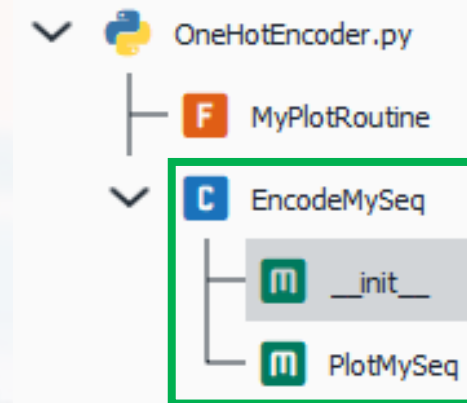 OneHotEncoder.py
F MyPlotRoutine
C EncodeMySeq
m __init__
m PlotMySeq